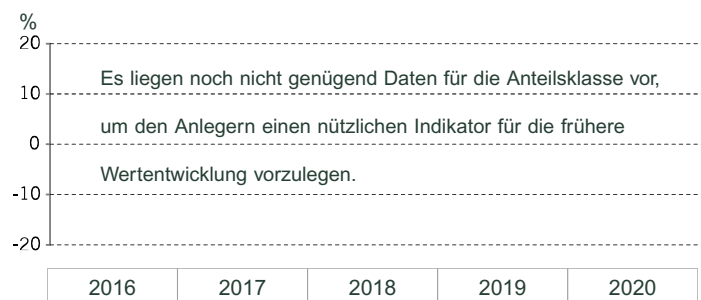 %
20
Es liegen noch nicht genügend Daten für die Anteilsklasse vor,
10
um den Anlegern einen nützlichen Indikator für die frühere
0
Wertentwicklung vorzulegen.
-10
-20
2016 2017 2018 2019 2020